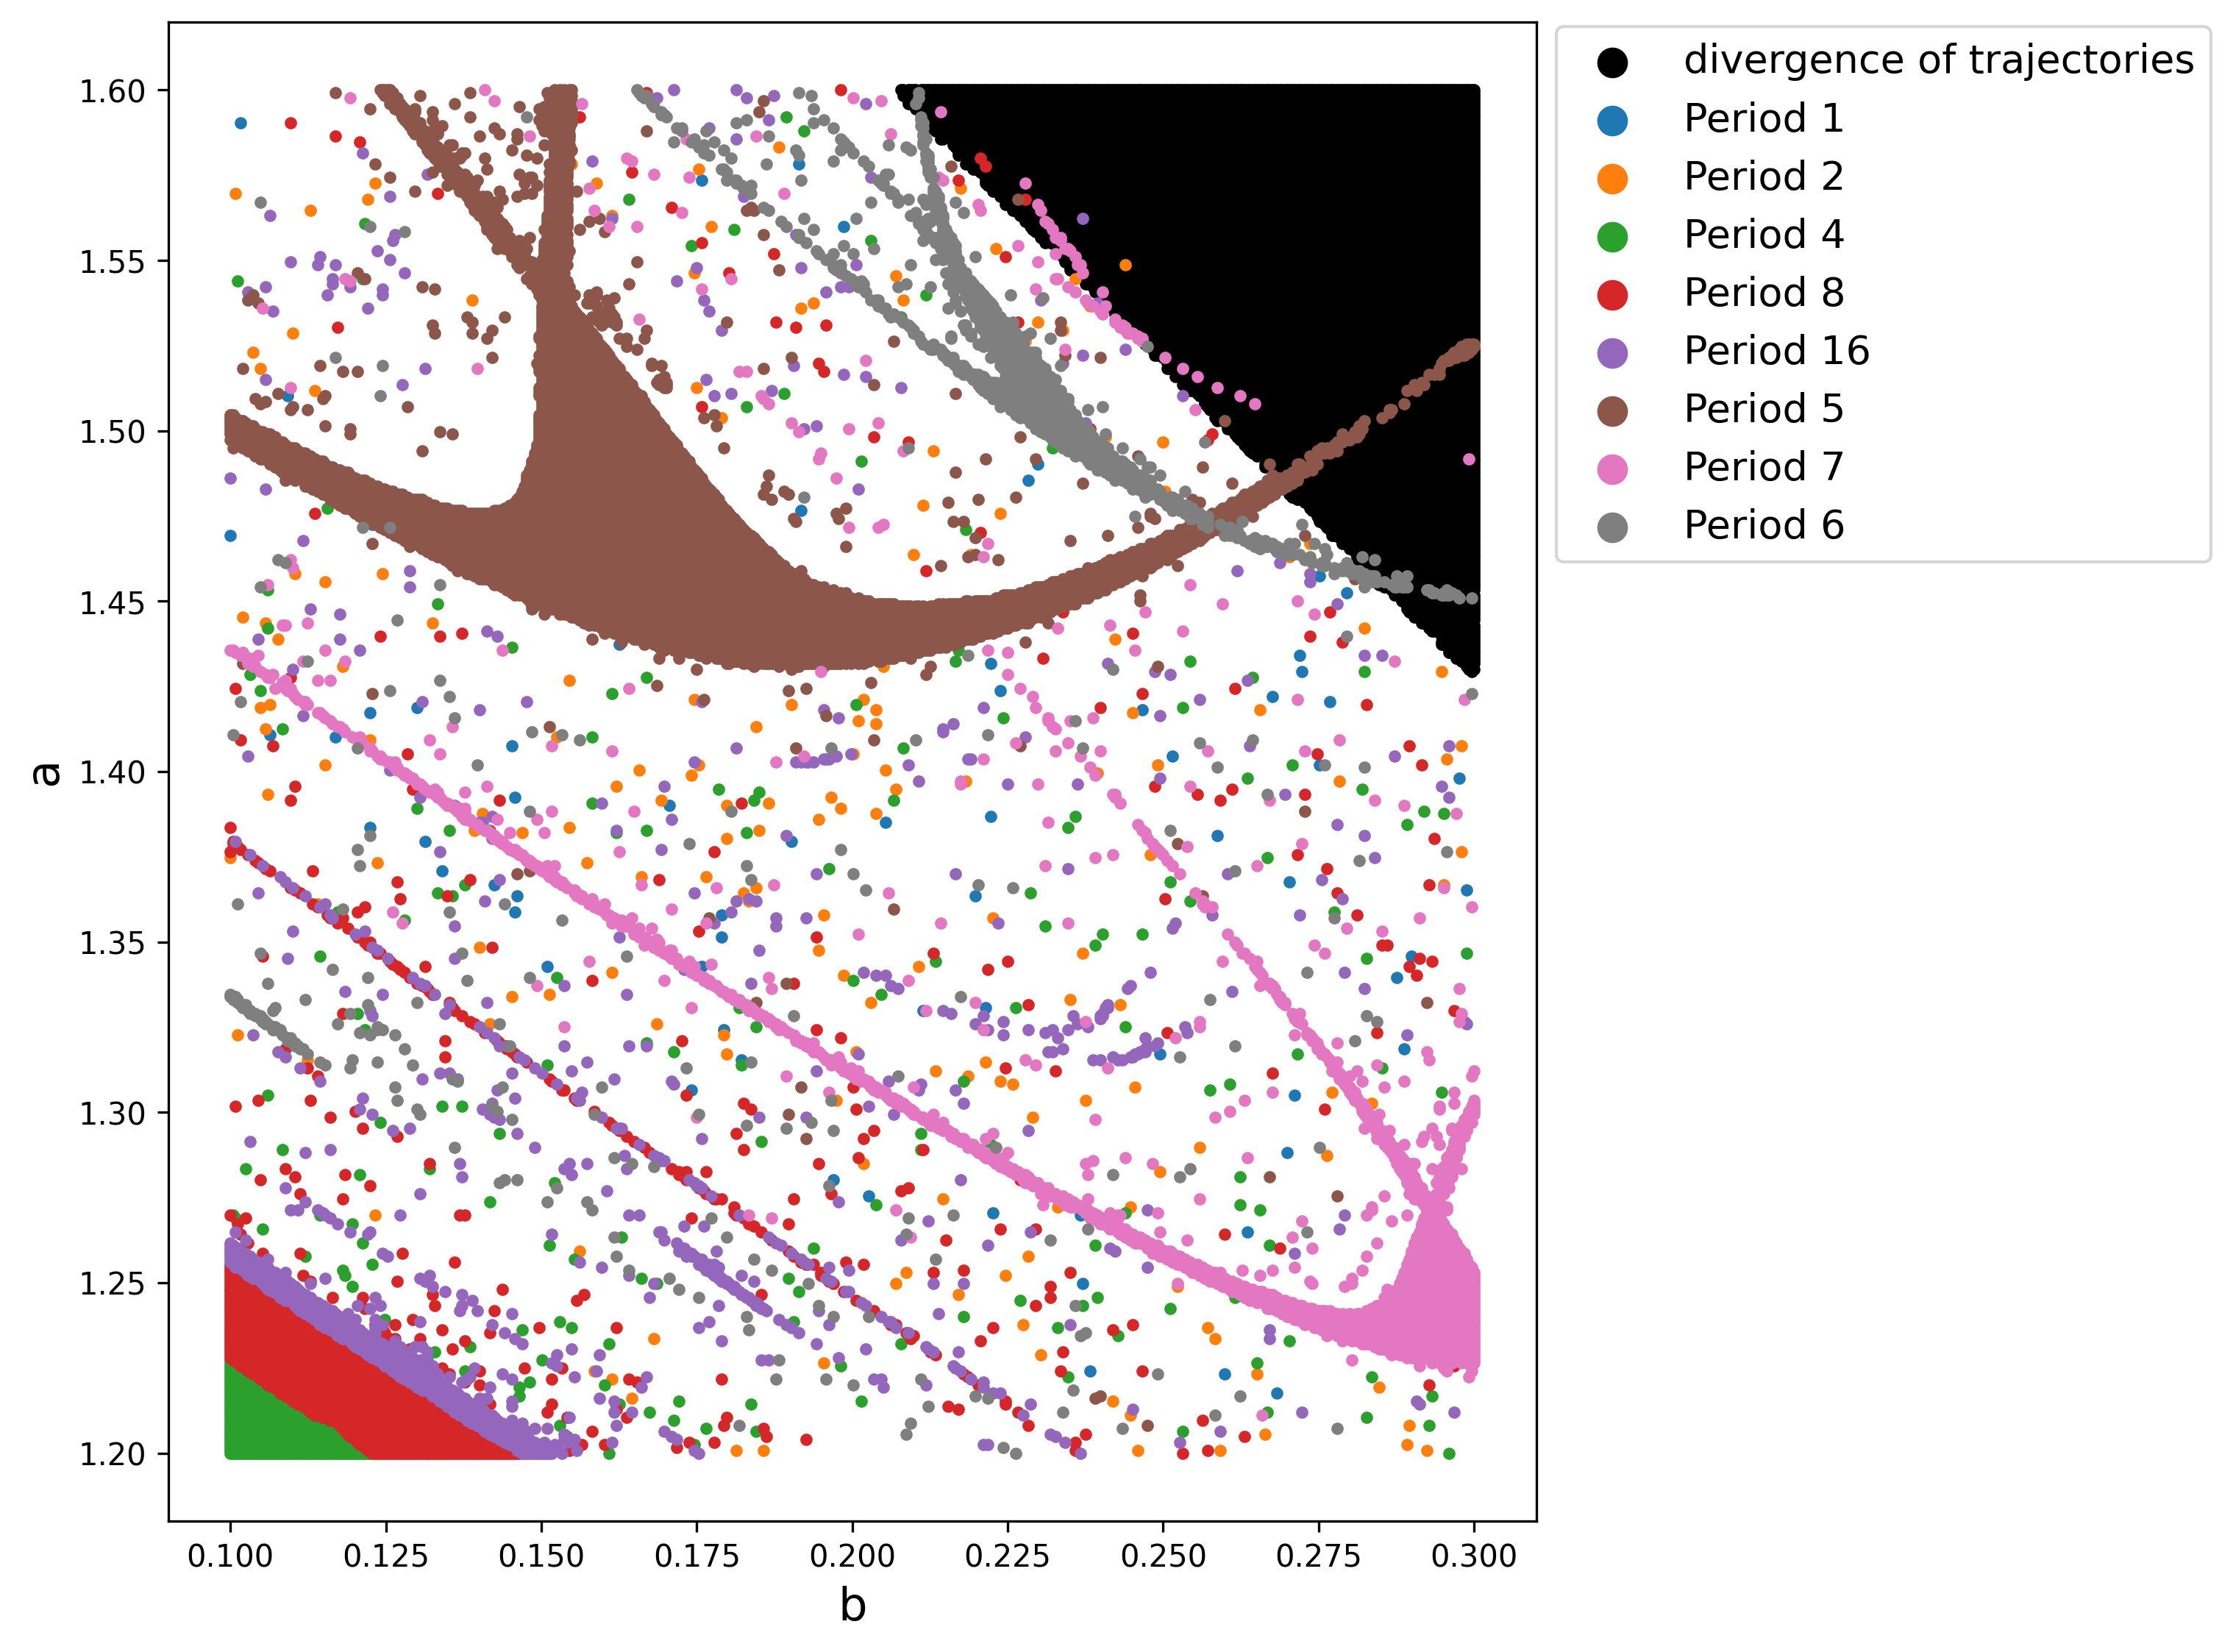 divergence of trajectories
Period 1
Period 2
Period 4
Period 8
Period 16
Period 5
Period 7
Period 6
1.60
1.55
1.50
1.45
1.40
1.35
1.30
1.25
1.20
a
0.100 0.125 0.150 0.175 0.200 0.225 0.250 0.275 0.300
b